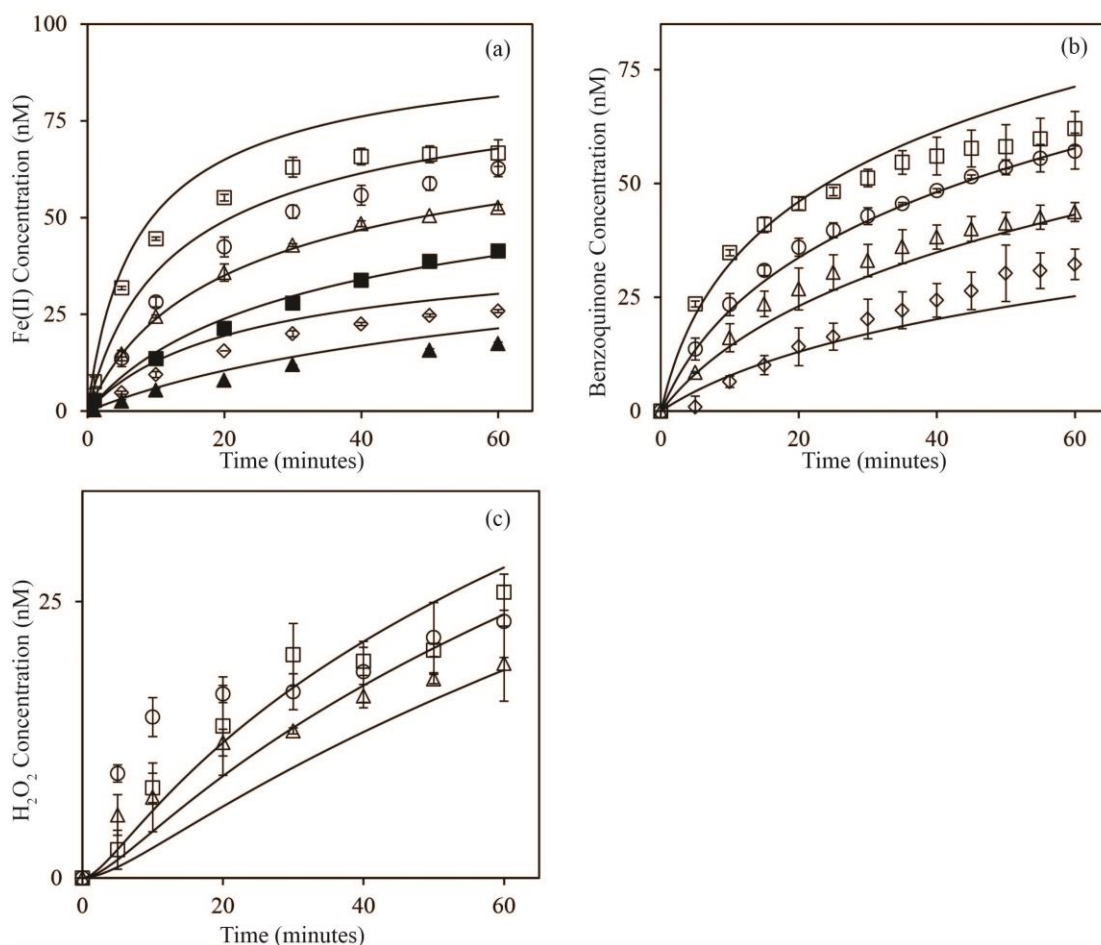 (a)
100
75
50
25
0
Fe(II) Concentration (nM)
0
20
40
60
Time (minutes)
(b)
75
50
25
0
Benzoquinone Concentration (nM)
0
20
40
60
Time (minutes)
(c)
25
0
H₂O₂ Concentration (nM)
0
20
40
60
Time (minutes)